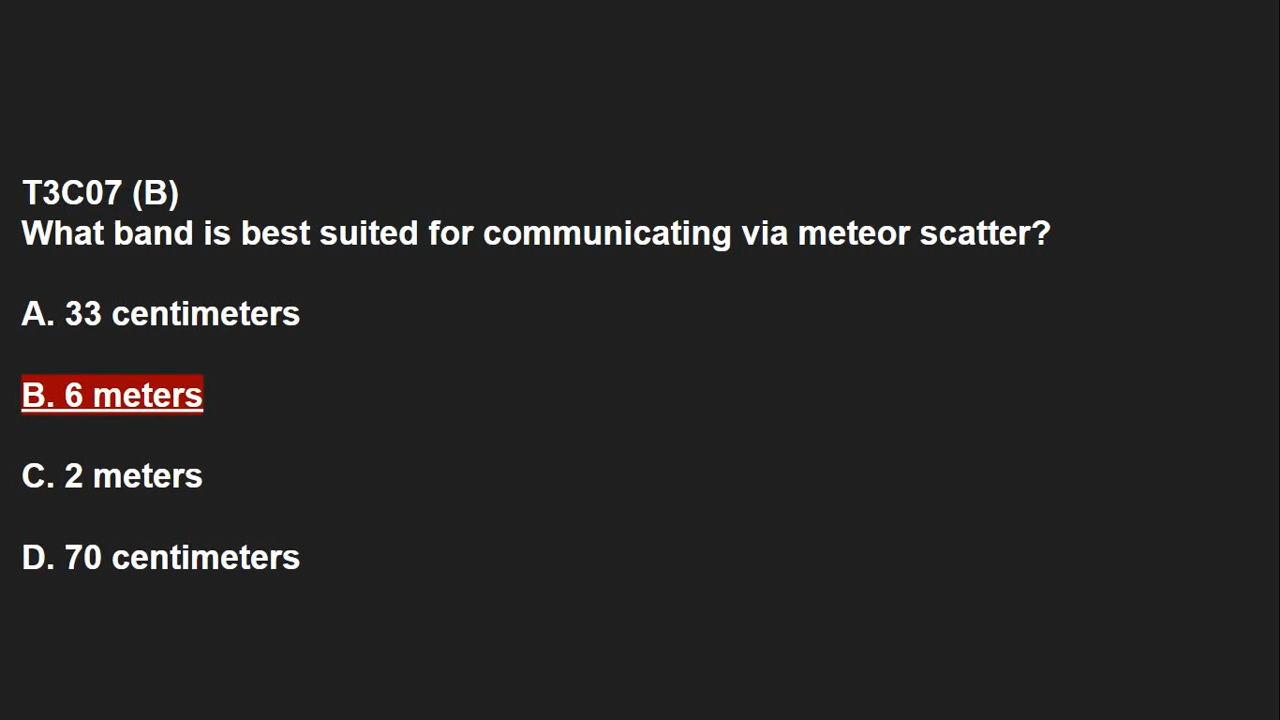 T3C07 (B)
What band is best suited for communicating via meteor scatter?
A. 33 centimeters
B. 6 meters
C. 2 meters
D. 70 centimeters